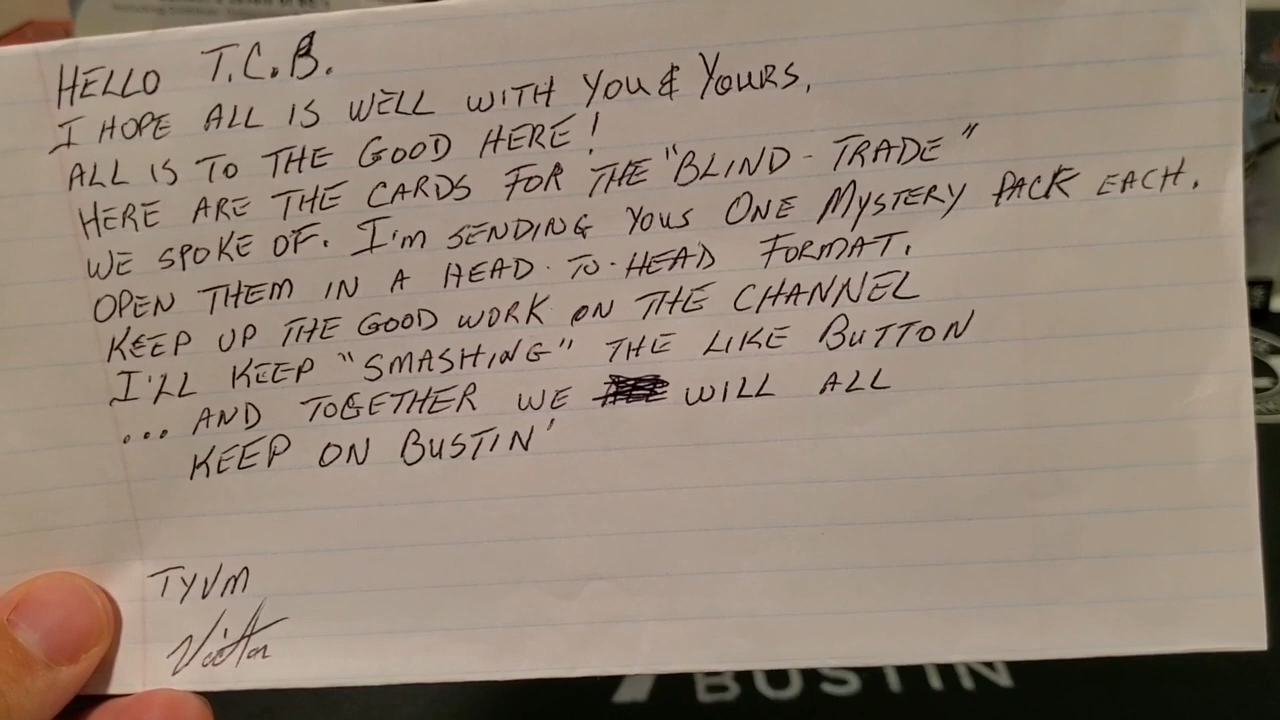 HELLO T.C.B.
I HOPE ALL IS WELL WITH YOU & YOURS,
ALL IS TO THE GOOD HERE!
HERE ARE THE CARDS FOR THE "BLIND-TRADE"
WE SPOKE OF. I'm SENDING YOUS ONE MYSTERY PACK EACH.
OPEN THEM IN A HEAD-TO-HEAD FORMAT.
KEEP UP THE GOOD WORK ON THE CHANNEL
I'LL KEEP "SMASHING" THE LIKE BUTTON
... AND TOGETHER WE WILL ALL
KEEP ON BUSTIN'
TYVM
Victor
BUSTIN